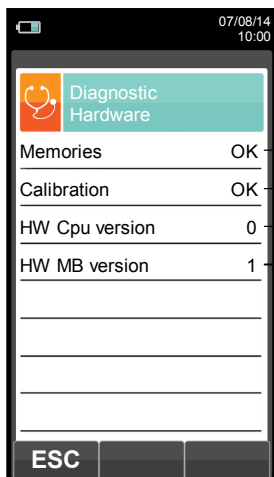 07/08/14
10:00
Diagnostic
Hardware
Memories OK
Calibration OK
HW Cpu version 0
HW MB version 1
ESC